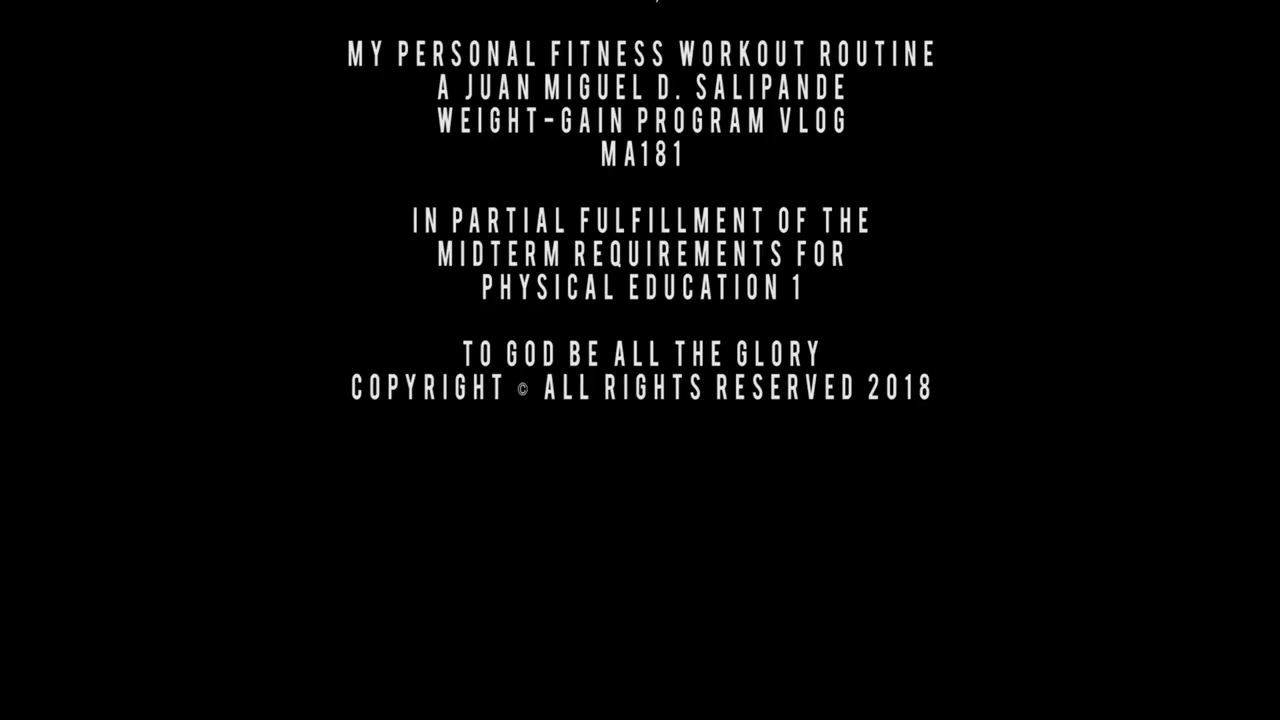 MY PERSONAL FITNESS WORKOUT ROUTINE
A JUAN MIGUEL D. SALIPANDE
WEIGHT-GAIN PROGRAM VLOG
MA181
IN PARTIAL FULFILLMENT OF THE
MIDTERM REQUIREMENTS FOR
PHYSICAL EDUCATION 1
TO GOD BE ALL THE GLORY
COPYRIGHT © ALL RIGHTS RESERVED 2018